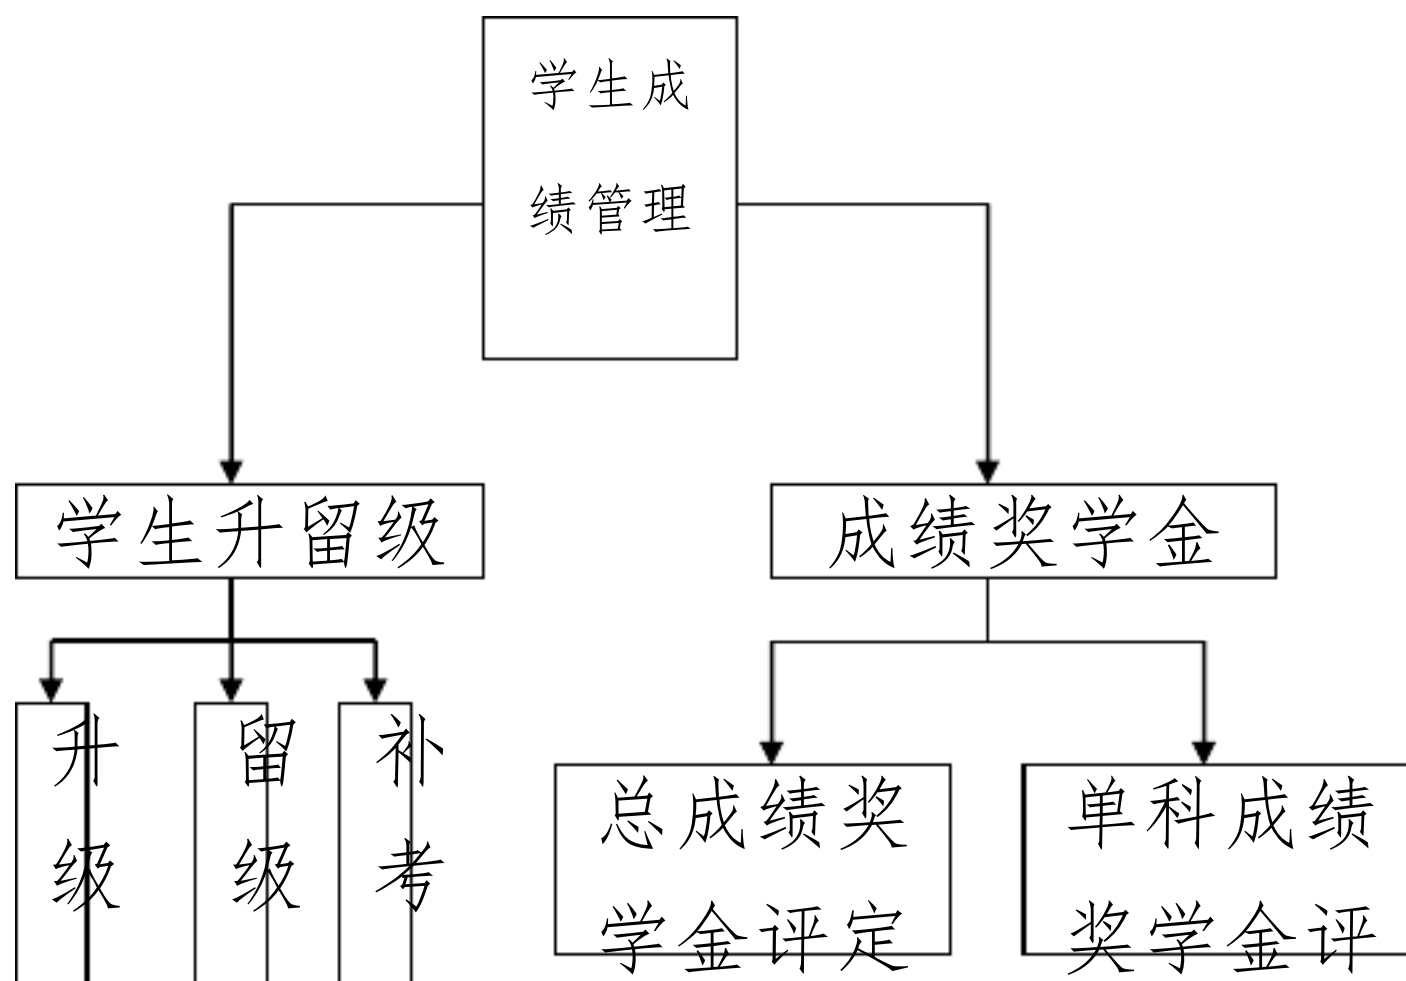 学生成
绩管理
学生升留级
成绩奖学金
升
级
留
级
补
考
总成绩奖
学金评定
单科成绩
奖学金评